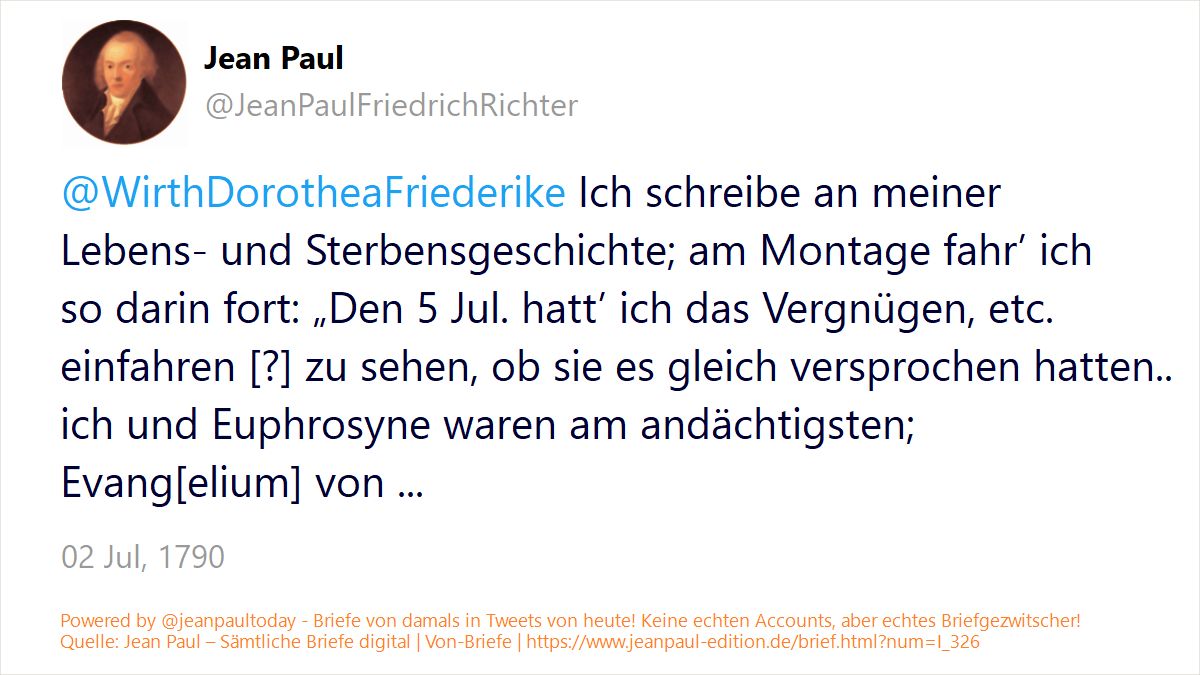 Jean Paul
@JeanPaulFriedrichRichter
@WirthDorotheaFriederike Ich schreibe an meiner
Lebens- und Sterbensgeschichte; am Montage fahr’ ich
so darin fort: „Den 5 Jul. hatt’ ich das Vergnügen, etc.
einfahren [?] zu sehen, ob sie es gleich versprochen hatten..
ich und Euphrosyne waren am andächtigsten;
Evang[elium] von ...
02 Jul, 1790
Powered by @jeanpaultoday - Briefe von damals in Tweets von heute! Keine echten Accounts, aber echtes Briefgezwitscher!
Quelle: Jean Paul – Sämtliche Briefe digital | Von-Briefe | https://www.jeanpaul-edition.de/brief.html?num=I_326